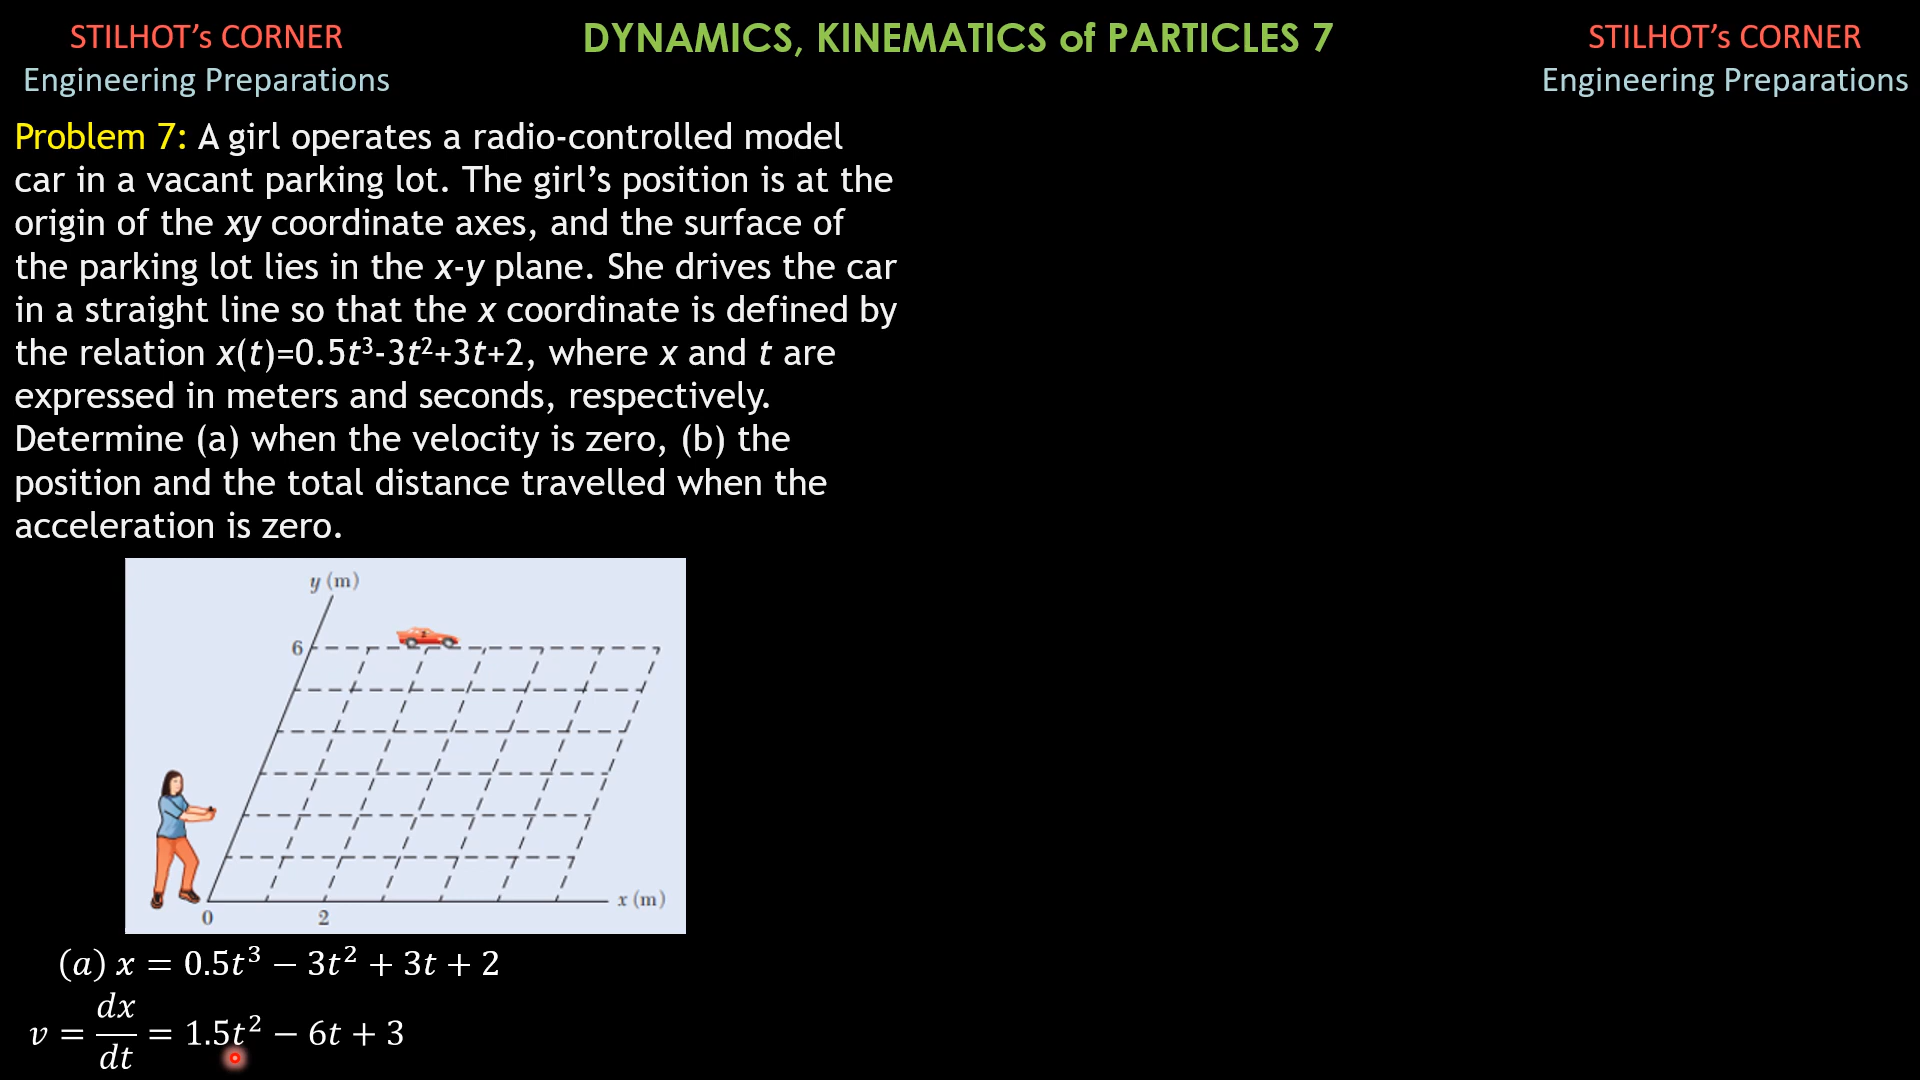 STILHOT’s CORNER
Engineering Preparations
DYNAMICS, KINEMATICS of PARTICLES 7
STILHOT’s CORNER
Engineering Preparations
Problem 7: A girl operates a radio-controlled model
car in a vacant parking lot. The girl’s position is at the
origin of the xy coordinate axes, and the surface of
the parking lot lies in the x-y plane. She drives the car
in a straight line so that the x coordinate is defined by
the relation x(t)=0.5t³-3t²+3t+2, where x and t are
expressed in meters and seconds, respectively.
Determine (a) when the velocity is zero, (b) the
position and the total distance travelled when the
acceleration is zero.
y (m)
6
x (m)
0
2
(a) x = 0.5t³ − 3t² + 3t + 2
v = dx/dt = 1.5t² − 6t + 3